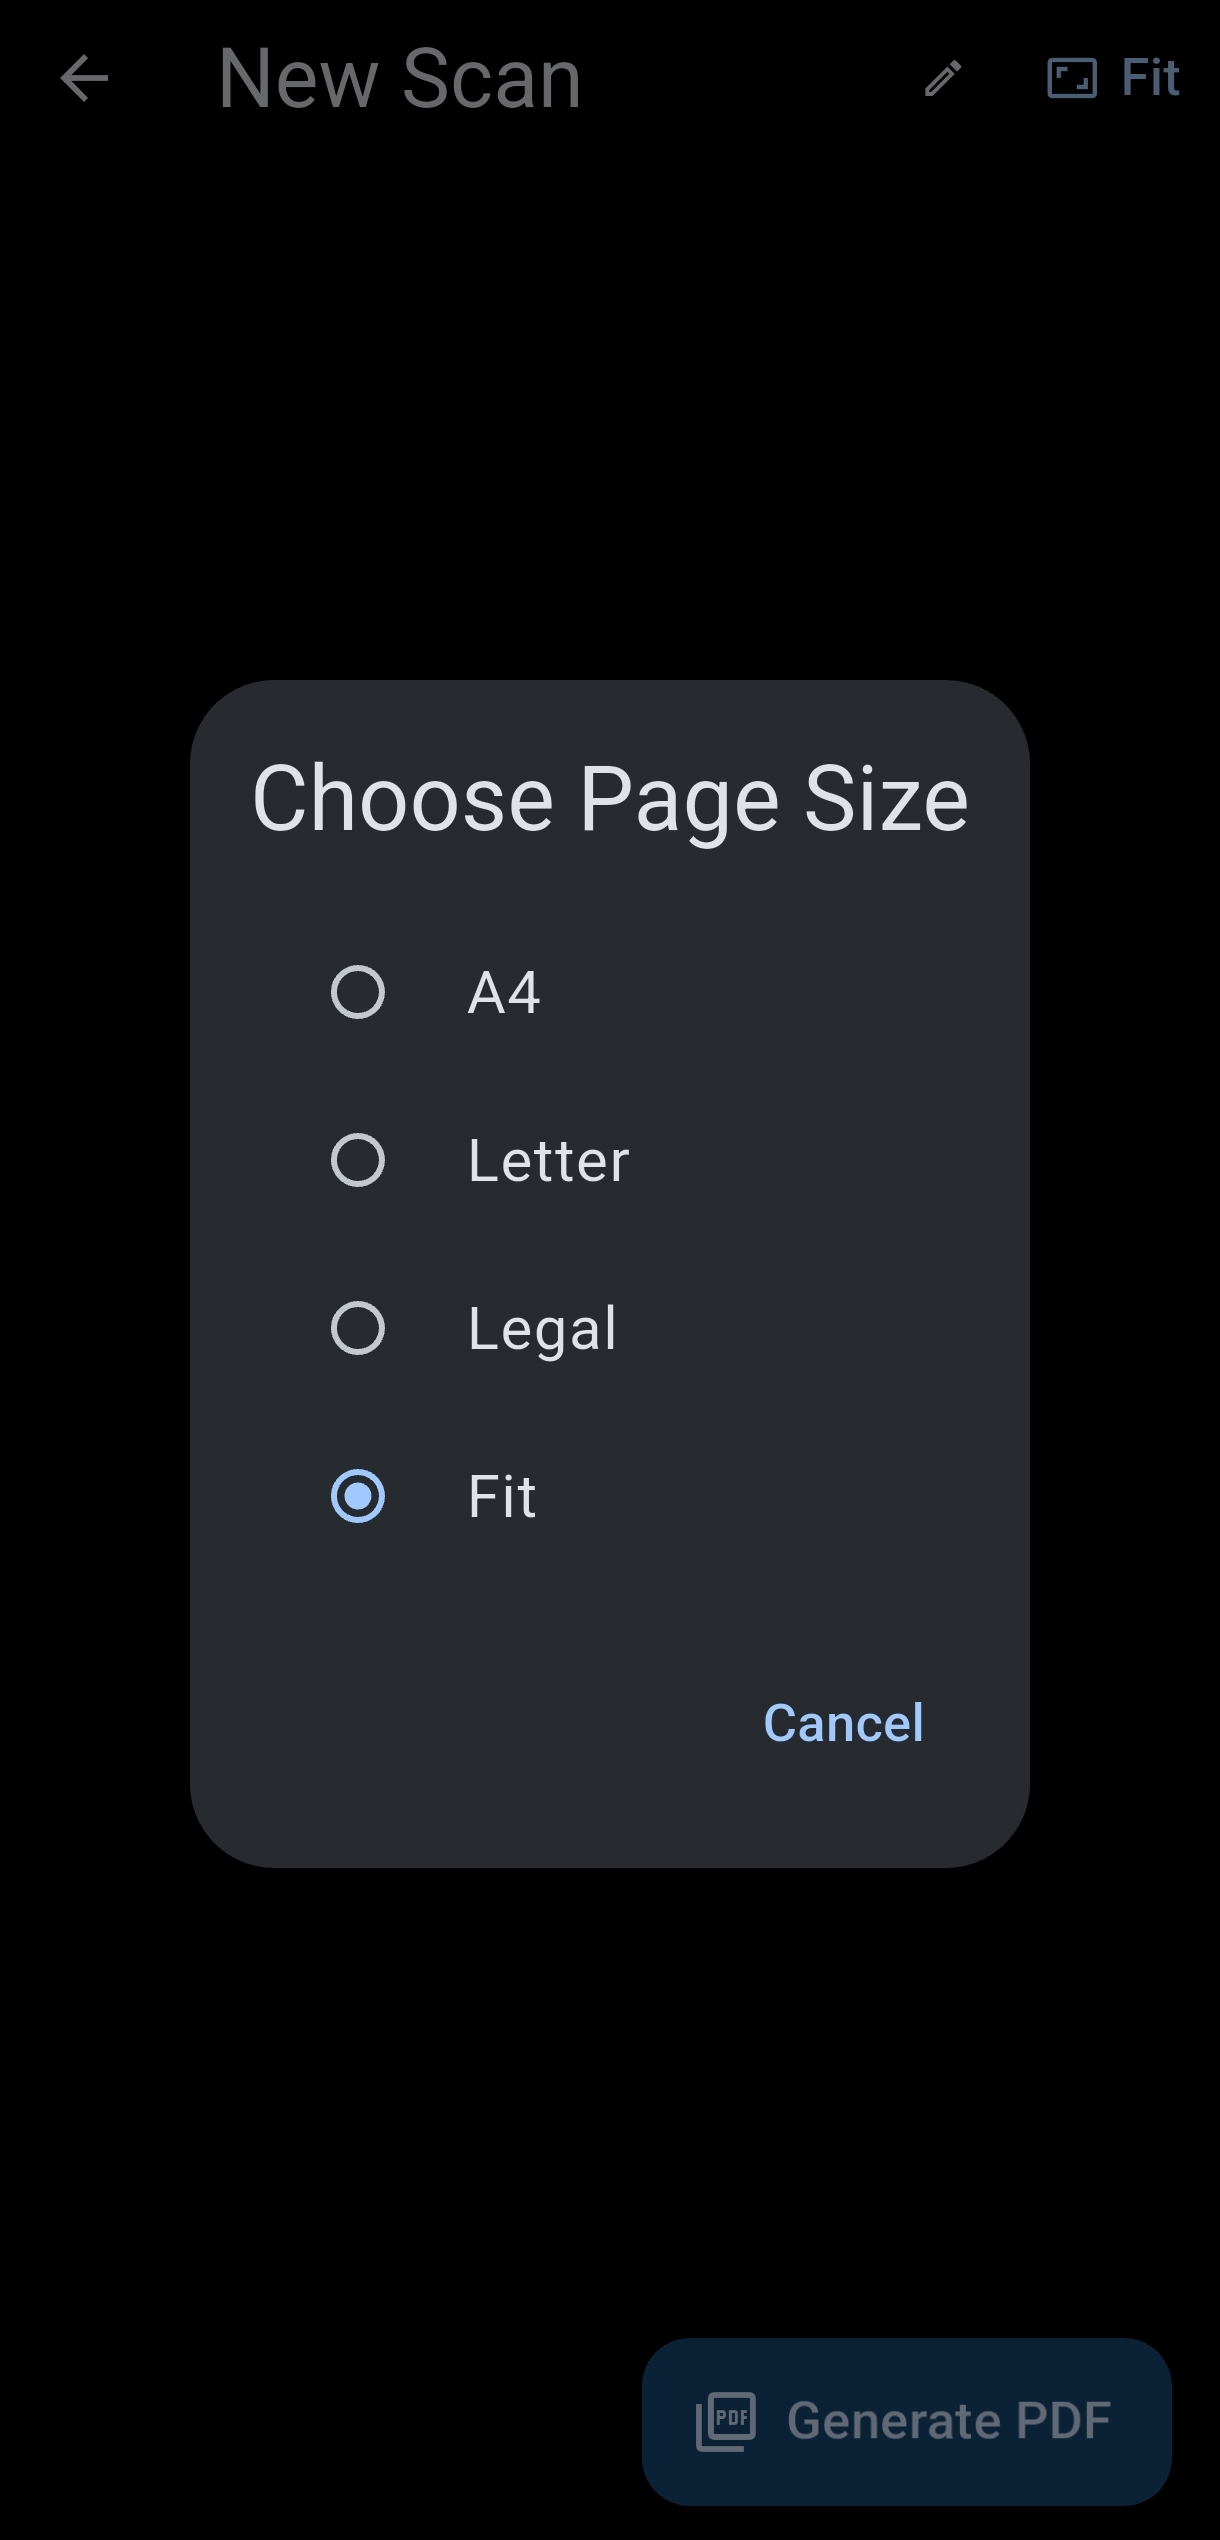 New Scan
Fit
Choose Page Size
A4
Letter
Legal
Fit
Cancel
PDF
Generate PDF